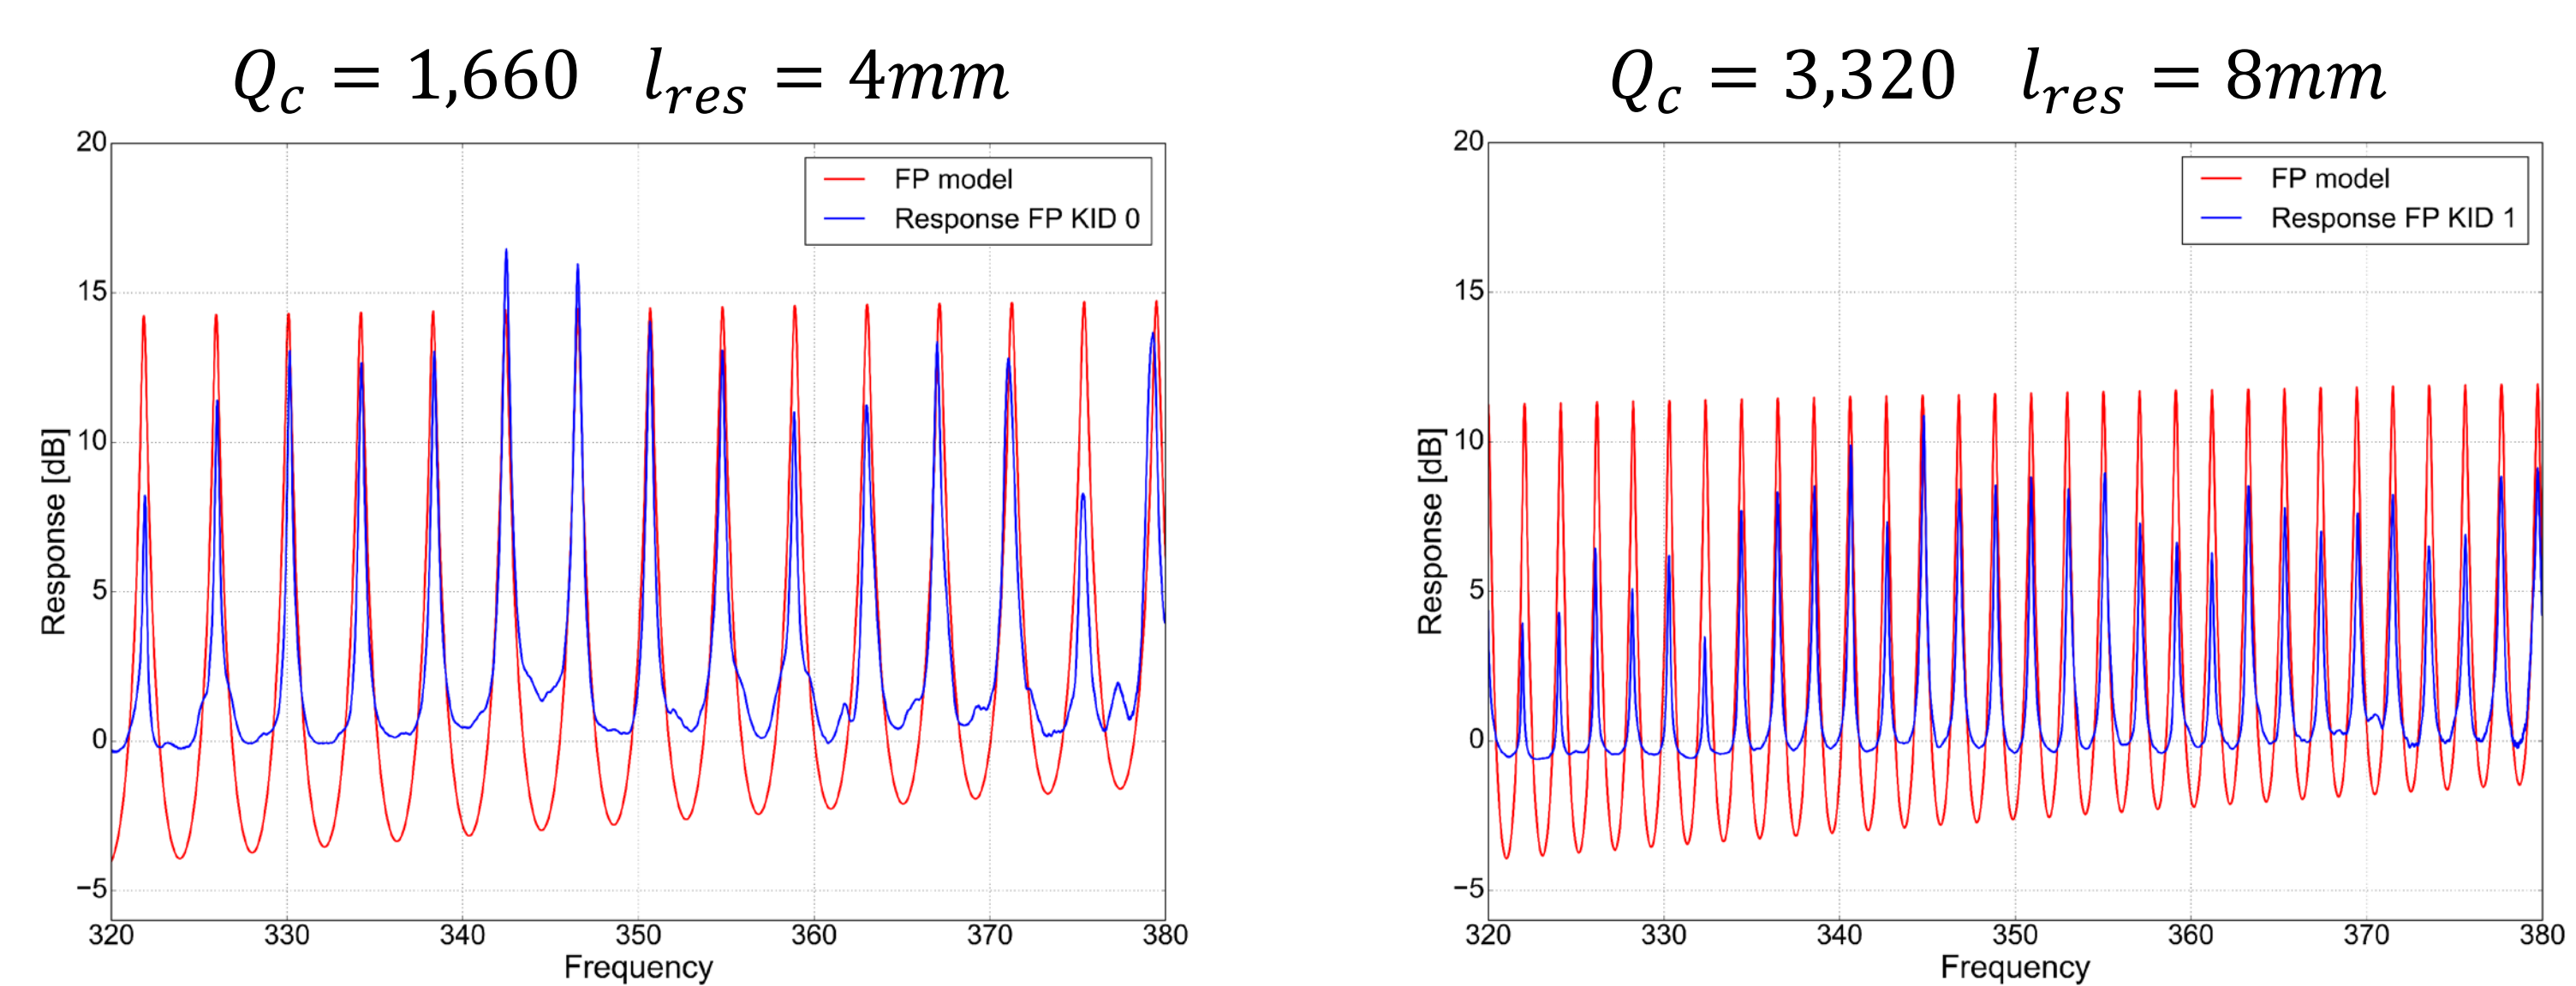 Q_c = 1,660 l_res = 4mm
20
15
10
5
0
−5
Response [dB]
FP model
Response FP KID 0
320 330 340 350 360 370 380
Frequency
Q_c = 3,320 l_res = 8mm
20
15
10
5
0
−5
Response [dB]
FP model
Response FP KID 1
320 330 340 350 360 370 380
Frequency